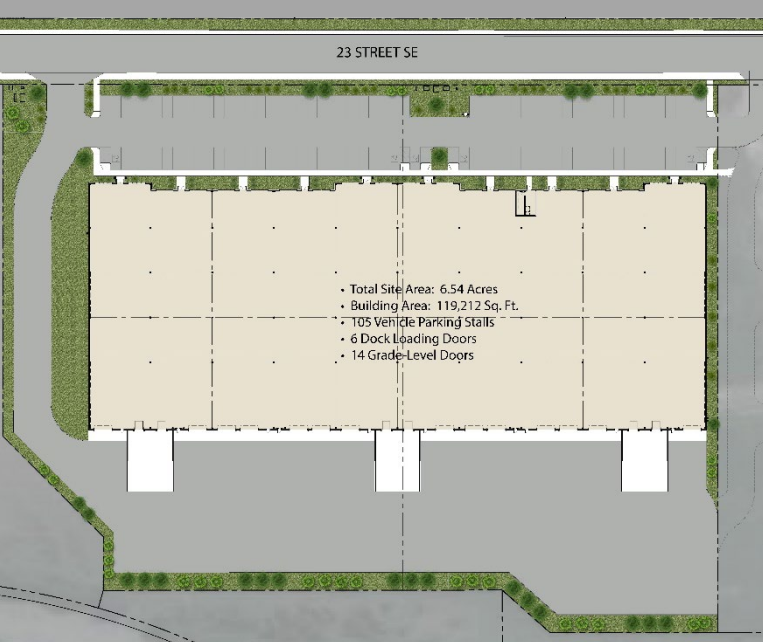 23 STREET SE
• Total Site Area: 6.54 Acres
• Building Area: 119,212 Sq. Ft.
• 105 Vehicle Parking Stalls
• 6 Dock Loading Doors
• 14 Grade-Level Doors